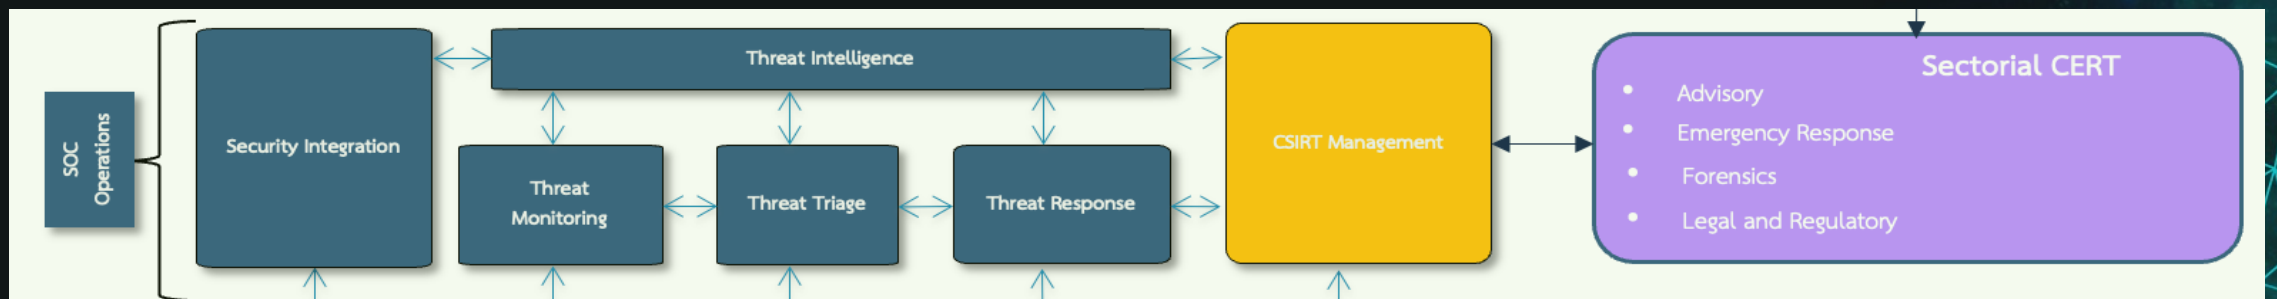 SOC
Operations
Security Integration
Threat Intelligence
Threat
Monitoring
Threat Triage
Threat Response
CSIRT Management
Sectorial CERT
• Advisory
• Emergency Response
• Forensics
• Legal and Regulatory